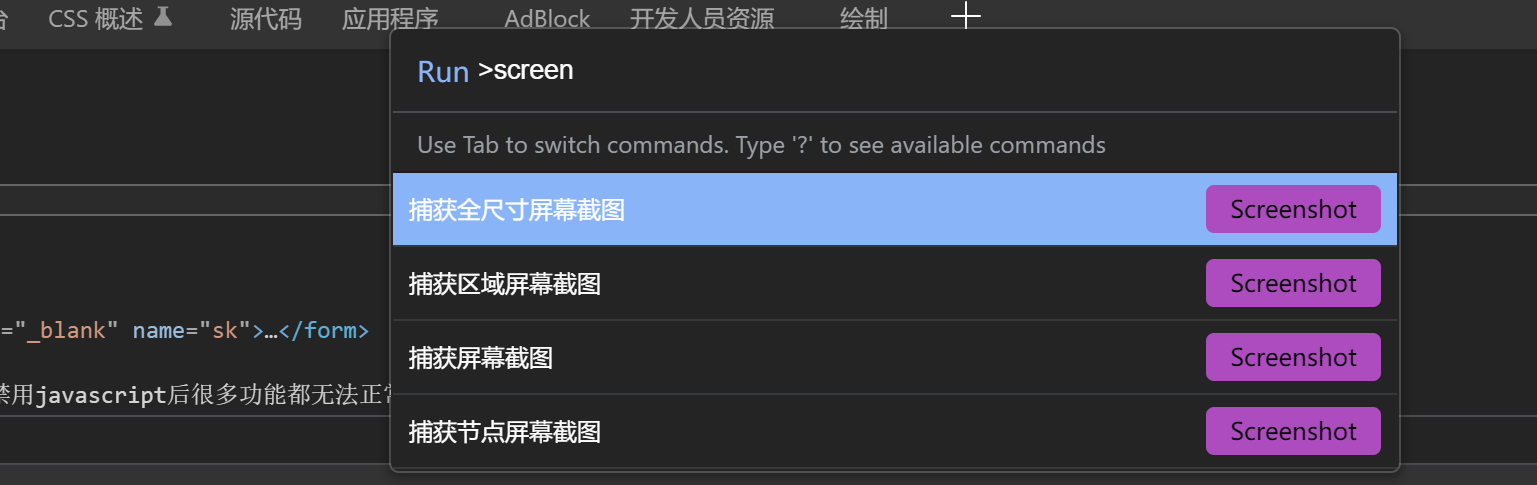 台 CSS 概述 源代码 应用程序 AdBlock 开发人员资源 绘制
Run >screen
Use Tab to switch commands. Type '?' to see available commands
捕获全尺寸屏幕截图 Screenshot
捕获区域屏幕截图 Screenshot
="_blank" name="sk">…</form>
捕获屏幕截图 Screenshot
禁用javascript后很多功能都无法正常
捕获节点屏幕截图 Screenshot